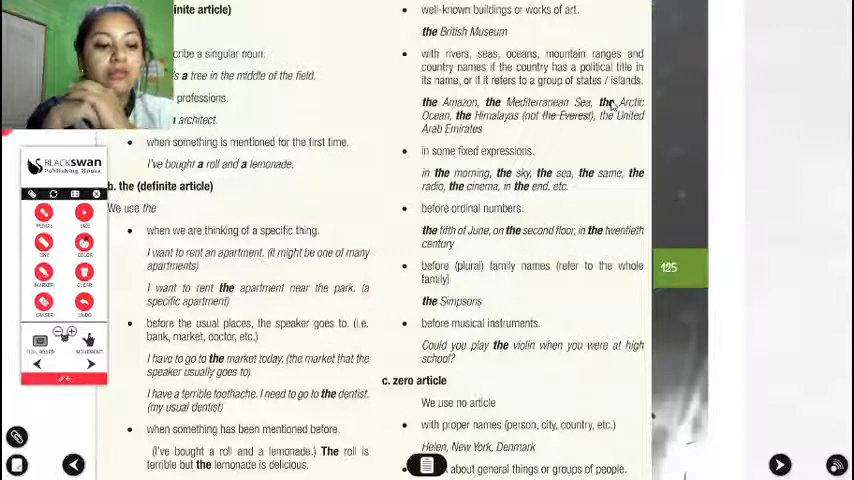 inite article)
cribe a singular noun.
's a tree in the middle of the field.
professions.
architect.
when something is mentioned for the first time.
I've bought a roll and a lemonade.
b. the (definite article)
We use the
• when we are thinking of a specific thing.
I want to rent an apartment. (it might be one of many
apartments)
I want to rent the apartment near the park. (a
specific apartment)
• before the usual places, the speaker goes to. (i.e.
bank, market, doctor, etc.)
I have to go to the market today. (the market that the
speaker usually goes to)
I have a terrible toothache. I need to go to the dentist.
(my usual dentist)
• when something has been mentioned before.
(I've bought a roll and a lemonade.) The roll is
terrible but the lemonade is delicious.
• well-known buildings or works of art.
the British Museum
• with rivers, seas, oceans, mountain ranges and
country names if the country has a political title in
its name, or if it refers to a group of states / islands.
the Amazon, the Mediterranean Sea, the Arctic
Ocean, the Himalayas (not the Everest), the United
Arab Emirates
• in some fixed expressions.
in the morning, the sky, the sea, the same, the
radio, the cinema, in the end, etc.
• before ordinal numbers.
the fifth of June, on the second floor, in the twentieth
century
• before (plural) family names (refer to the whole
family)
the Simpsons
• before musical instruments.
Could you play the violin when you were at high
school?
c. zero article
We use no article
• with proper names (person, city, country, etc.)
Helen, New York, Denmark
about general things or groups of people.
125
BLACKSWAN
Publishing House
PENCIL
SIZE
LINE
COLOR
MARKER
CLEAR
ERASER
UNDO
FULL BOARD
MOVEMENT